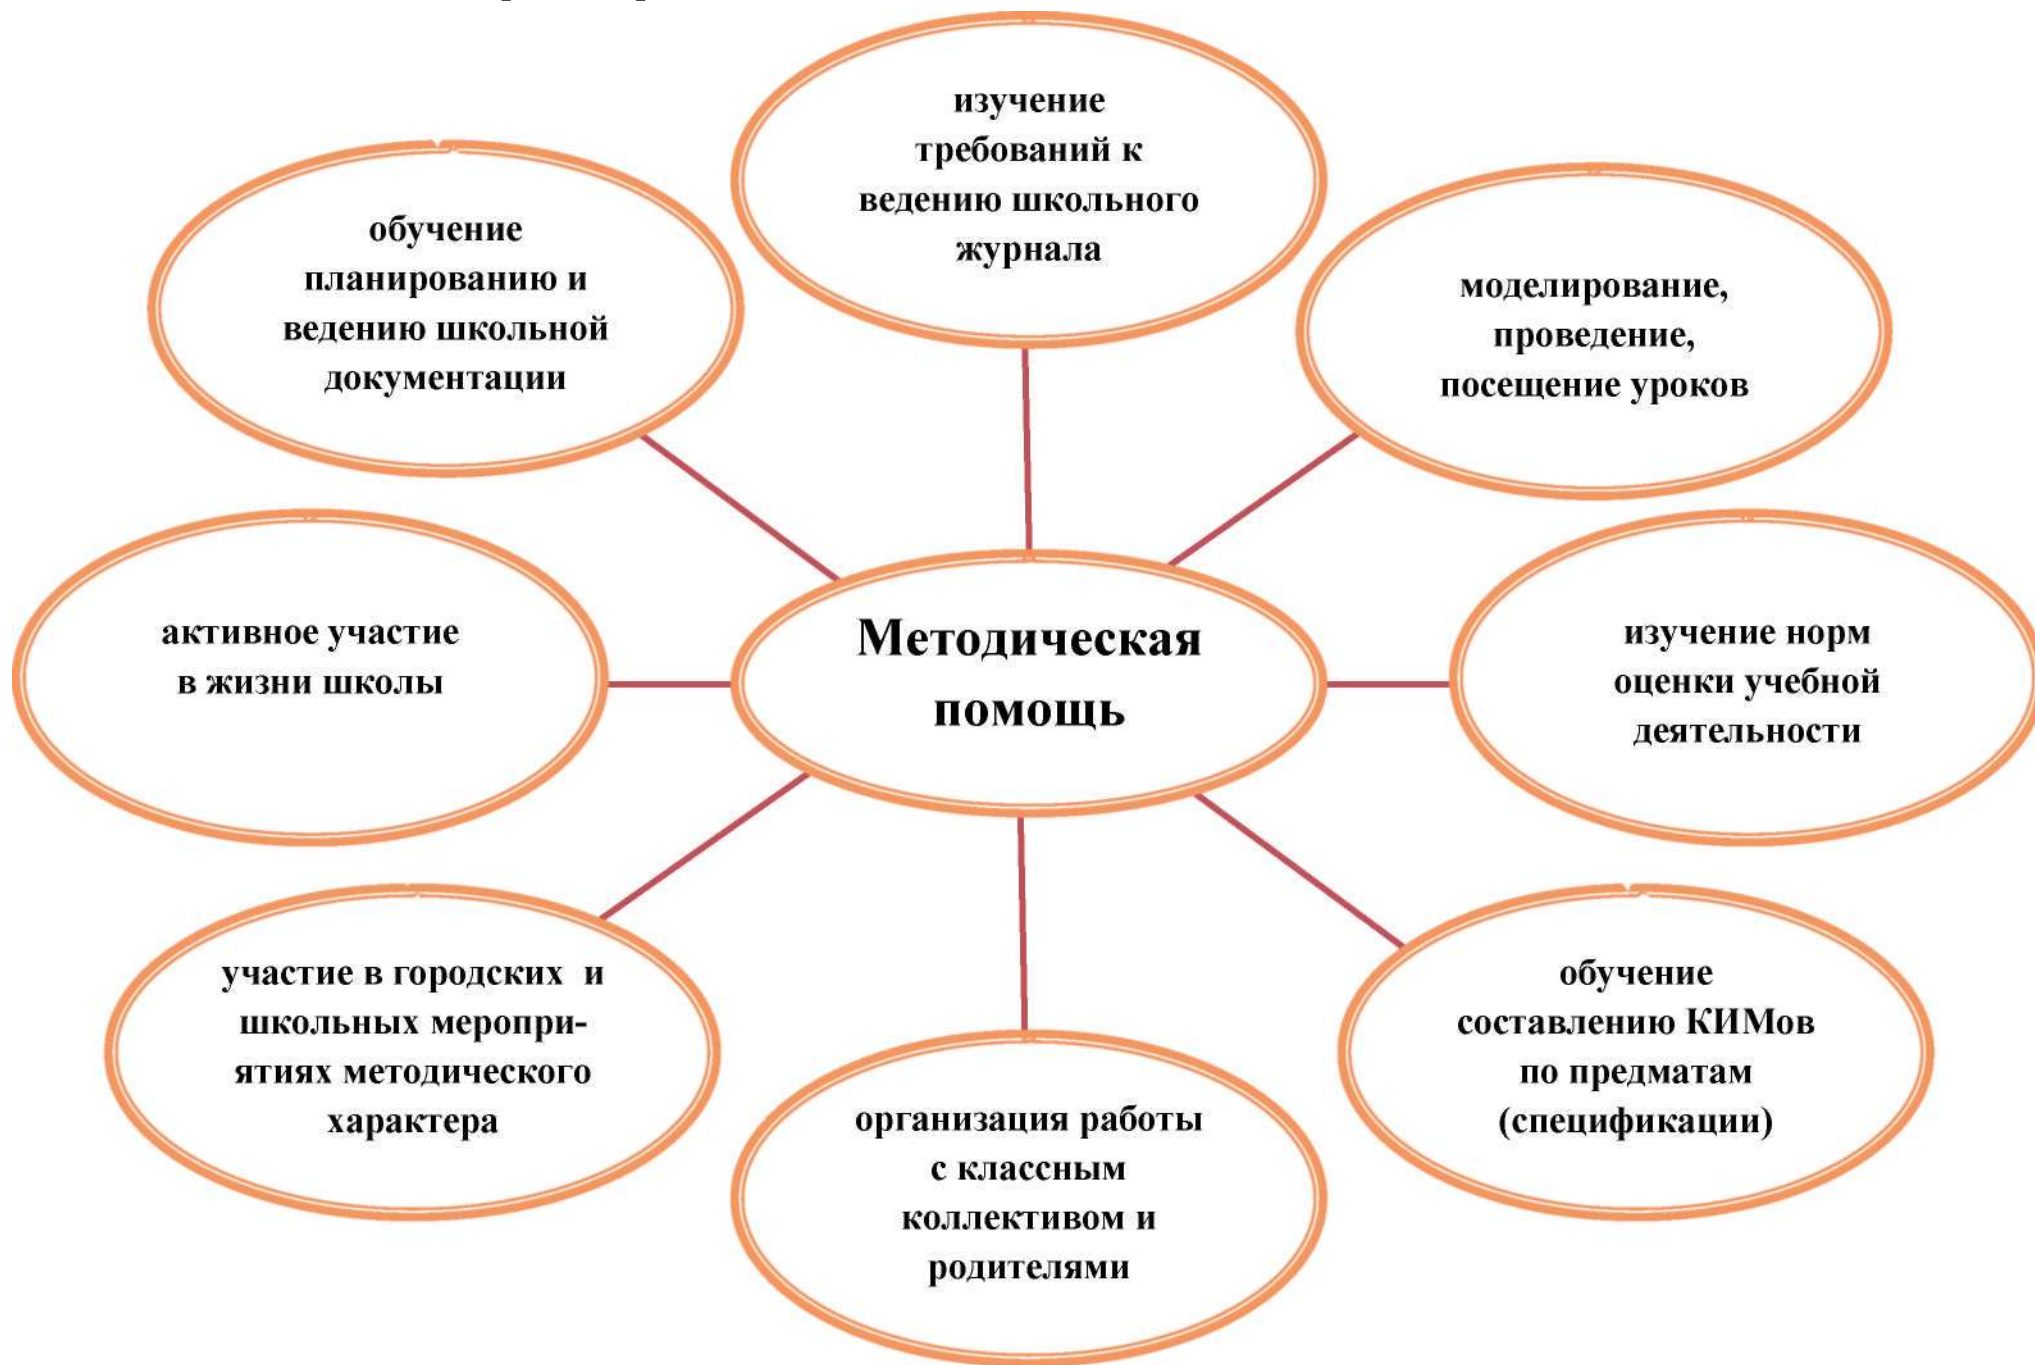 изучение
требований к
ведению школьного
журнала
обучение
планированию и
ведению школьной
документации
моделирование,
проведение,
посещение уроков
активное участие
в жизни школы
Методическая
помощь
изучение норм
оценки учебной
деятельности
участие в городских и
школьных меропри-
ятиях методического
характера
организация работы
с классным
коллективом и
родителями
обучение
составлению КИМов
по предматам
(спецификации)